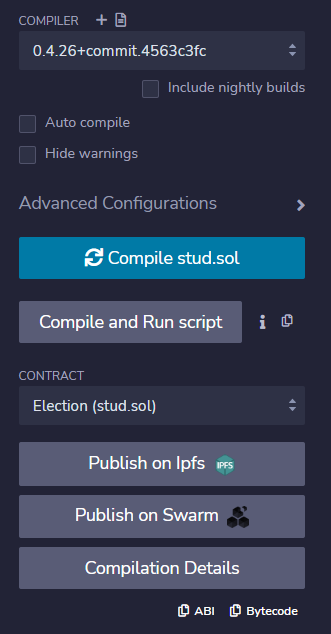 COMPILER
0.4.26+commit.4563c3fc
Include nightly builds
Auto compile
Hide warnings
Advanced Configurations
Compile stud.sol
Compile and Run script
CONTRACT
Election (stud.sol)
Publish on Ipfs IPFS
Publish on Swarm
Compilation Details
ABI Bytecode